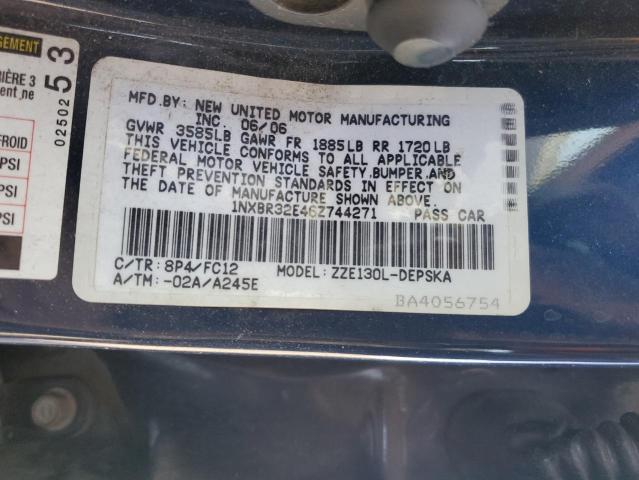 GEMENT
RIÈRE 3
ent,ne
FROID
PSI
PSI
PSI
53
02502
MFD.BY: NEW UNITED MOTOR MANUFACTURING
INC. 06/06
GVWR 3585LB GAWR FR 1885LB RR 1720LB
THIS VEHICLE CONFORMS TO ALL APPLICABLE
FEDERAL MOTOR VEHICLE SAFETY,BUMPER,AND
THEFT PREVENTION STANDARDS IN EFFECT ON
THE DATE OF MANUFACTURE SHOWN ABOVE.
1NXBR32E46Z744271 PASS CAR
C/TR: 8P4/FC12 MODEL: ZZE130L-DEPSKA
A/TM: -02A/A245E
BA4056754